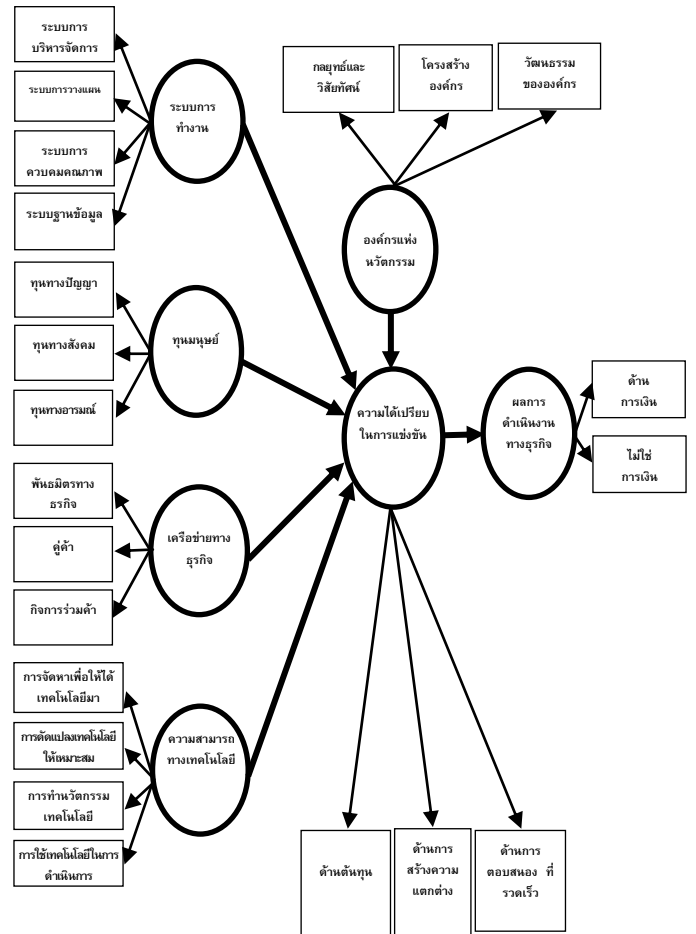 ระบบการ
บริหารจัดการ
ระบบการวางแผน
ระบบการ
ควบคมคณภาพ
ระบบฐานข้อมูล
ระบบการ
ทำงาน
กลยุทธ์และ
วิสัยทัศน์
โครงสร้าง
องค์กร
วัฒนธรรม
ขององค์กร
องค์กรแห่ง
นวัตกรรม
ทุนทางปัญญา
ทุนทางสังคม
ทุนทางอารมณ์
ทุนมนุษย์
ความได้เปรียบ
ในการแข่งขัน
ผลการ
ดำเนินงาน
ทางธุรกิจ
ด้าน
การเงิน
ไม่ใช่
การเงิน
พันธมิตรทาง
ธุรกิจ
คู่ค้า
กิจการร่วมค้า
เครือข่ายทาง
ธุรกิจ
การจัดหาเพื่อให้ได้
เทคโนโลยีมา
การดัดแปลงเทคโนโลยี
ให้เหมาะสม
การทำนวัตกรรม
เทคโนโลยี
การใช้เทคโนโลยีในการ
ดำเนินการ
ความสามารถ
ทางเทคโนโลยี
ด้านต้นทุน
ด้านการ
สร้างความ
แตกต่าง
ด้านการ
ตอบสนอง ที่
รวดเร็ว